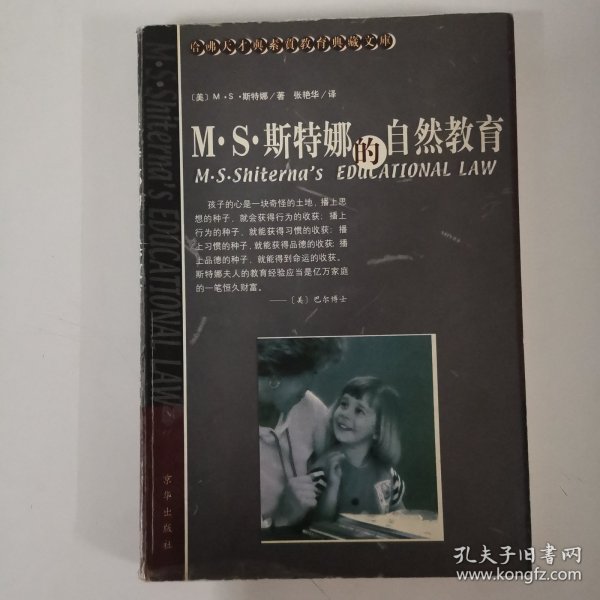 哈佛天才與素質教育典藏文庫
〔美〕M·S·斯特娜／著 张艳华／译
M·S·斯特娜的自然教育
M·S·Shiterna's EDUCATIONAL LAW
孩子的心是一块奇怪的土地，播上思
想的种子，就会获得行为的收获；播上
行为的种子，就能获得习惯的收获；播
上习惯的种子，就能获得品德的收获；播
上品德的种子，就能得到命运的收获。
斯特娜夫人的教育经验应当是亿万家庭
的一笔恒久财富。
——〔美〕巴尔博士
M·S·Shiterna's EDUCATIONAL LAW
京华出版社
孔夫子旧书网
www.kongfz.com